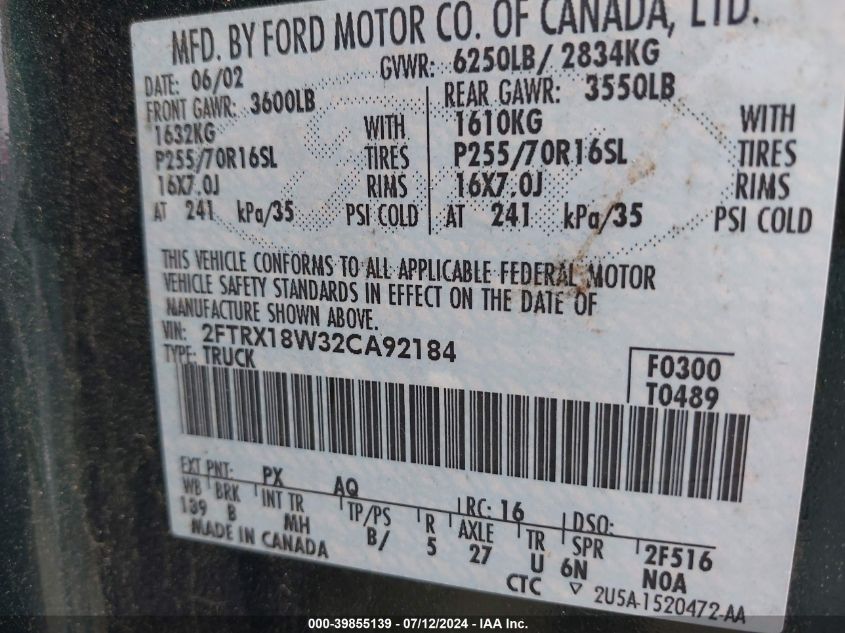 MFD. BY FORD MOTOR CO. OF CANADA, LTD.
DATE: 06/02 GVWR: 6250LB/ 2834KG
FRONT GAWR: 3600LB REAR GAWR: 3550LB
1632KG WITH 1610KG WITH
P255/70R16SL TIRES P255/70R16SL TIRES
16X7.0J RIMS 16X7.0J RIMS
AT 241 kPa/35 PSI COLD AT 241 kPa/35 PSI COLD
THIS VEHICLE CONFORMS TO ALL APPLICABLE FEDERAL MOTOR
VEHICLE SAFETY STANDARDS IN EFFECT ON THE DATE OF
MANUFACTURE SHOWN ABOVE.
VIN: 2FTRX18W32CA92184
TYPE: TRUCK
F0300
T0489
EXT PNT: PX AQ RC: 16 DSO:
WB BRK INT TR TP/PS R AXLE TR SPR 2F516
139 B MH B/ 5 27 U 6N N0A
MADE IN CANADA CTC ▽ 2U5A-1520472-AA
000-39855139 - 07/12/2024 - IAA Inc.